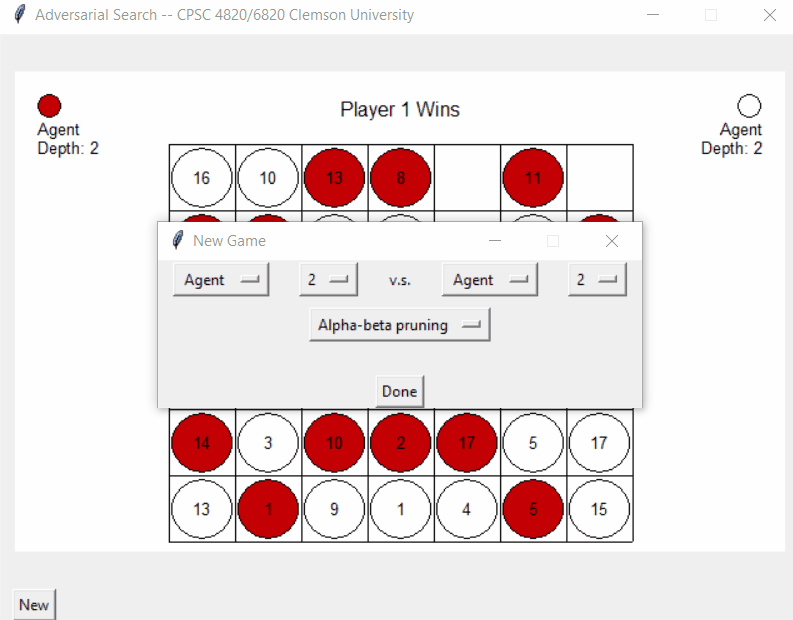 Adversarial Search -- CPSC 4820/6820 Clemson University
Player 1 Wins
Agent
Depth: 2
Agent
Depth: 2
16 10 13 8 11
New Game
Agent 2 v.s. Agent 2
Alpha-beta pruning
Done
14 3 10 2 17 5 17
13 1 9 1 4 5 15
New